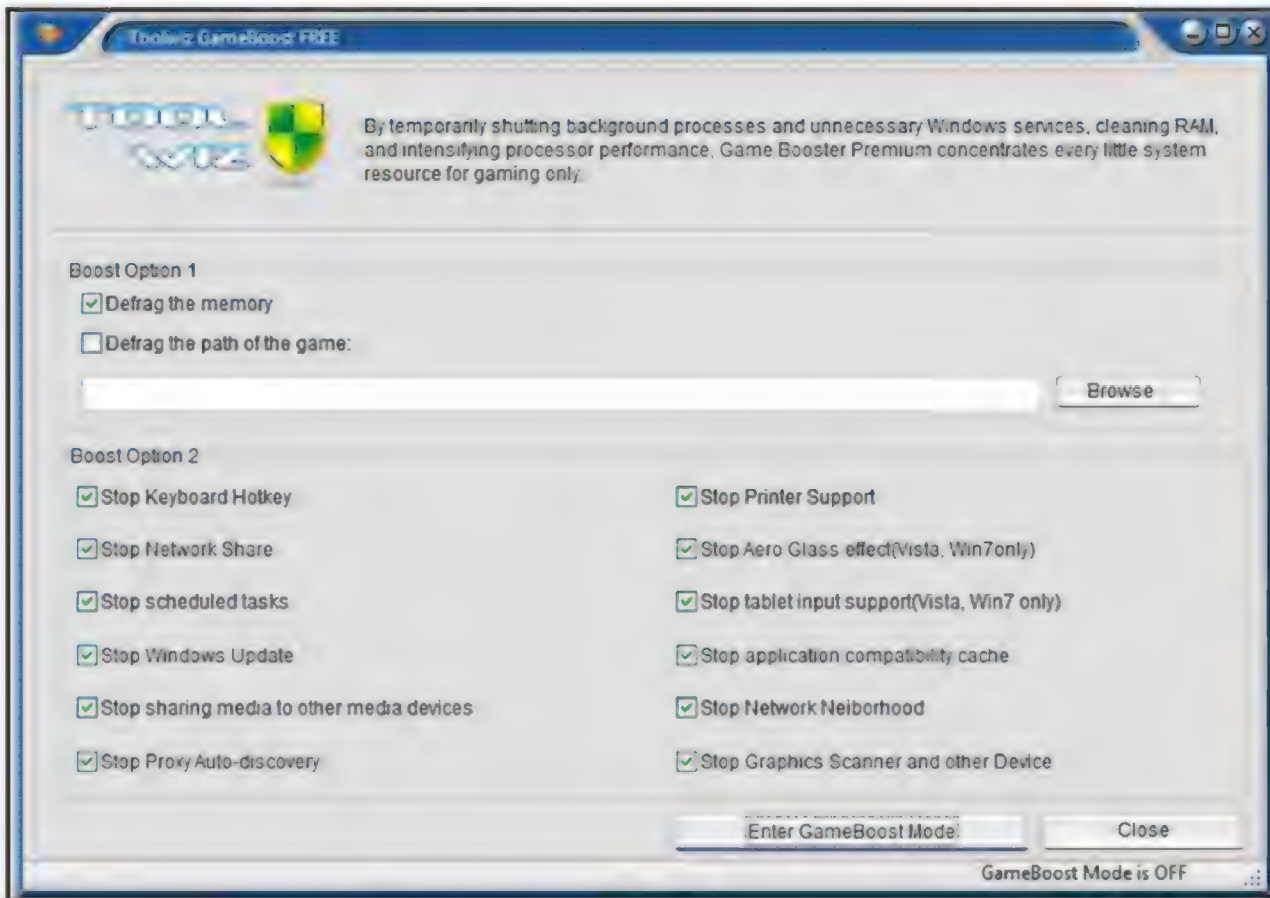 Toolwiz GameBoost FREE
TOOL
WIZ
By temporarily shutting background processes and unnecessary Windows services, cleaning RAM,
and intensifying processor performance, Game Booster Premium concentrates every little system
resource for gaming only.
Boost Option 1
Defrag the memory
Defrag the path of the game:
Browse
Boost Option 2
Stop Keyboard Hotkey
Stop Printer Support
Stop Network Share
Stop Aero Glass effect(Vista, Win7only)
Stop scheduled tasks
Stop tablet input support(Vista, Win7 only)
Stop Windows Update
Stop application compatibility cache
Stop sharing media to other media devices
Stop Network Neiborhood
Stop Proxy Auto-discovery
Stop Graphics Scanner and other Device
Enter GameBoost Mode
Close
GameBoost Mode is OFF